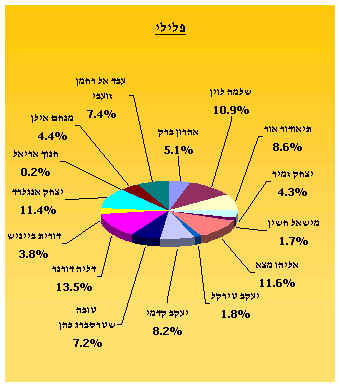 פלילי
אהרון ברק
5.1%
שלמה לוין
10.9%
תיאודור אור
8.6%
יצחק זמיר
4.3%
מישאל חשין
1.7%
אליהו מצא
11.6%
יעקב טירקל
1.8%
יעקב קדמי
8.2%
טובה
שטרסברג כהן
7.2%
דליה דורנר
13.5%
דורית בייניש
3.8%
יצחק אנגלרד
11.4%
חנוך אריאל
0.2%
מנחם אילן
4.4%
עבד אל רחמן
זועבי
7.4%